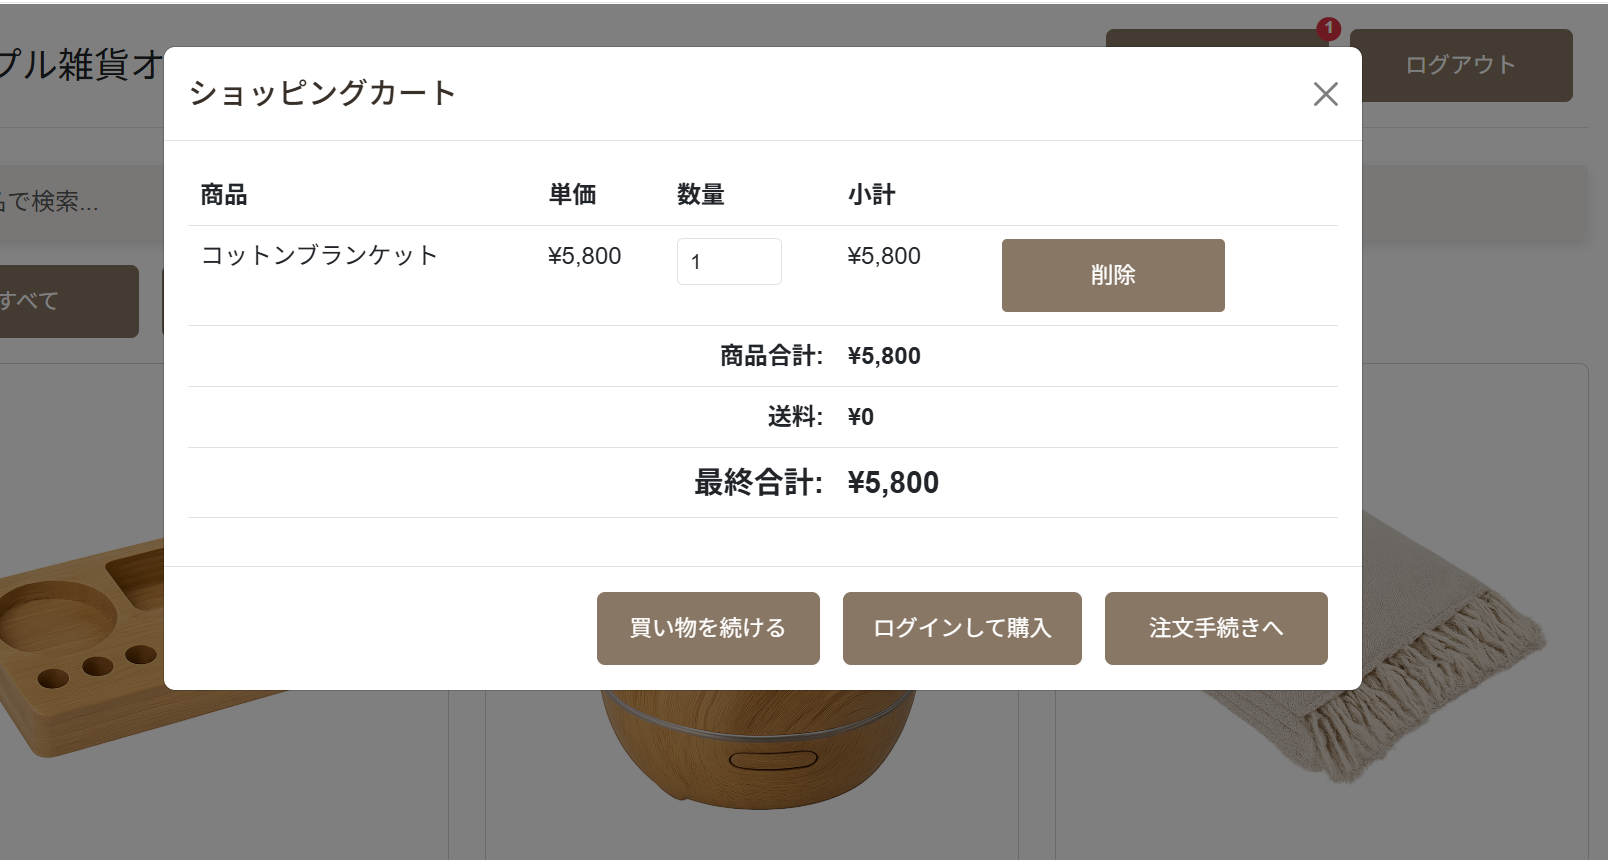 プル雑貨オ
1
ログアウト
ショッピングカート
で検索...
すべて
商品 単価 数量 小計
コットンブランケット ¥5,800 1 ¥5,800 削除
商品合計: ¥5,800
送料: ¥0
最終合計: ¥5,800
買い物を続ける ログインして購入 注文手続きへ